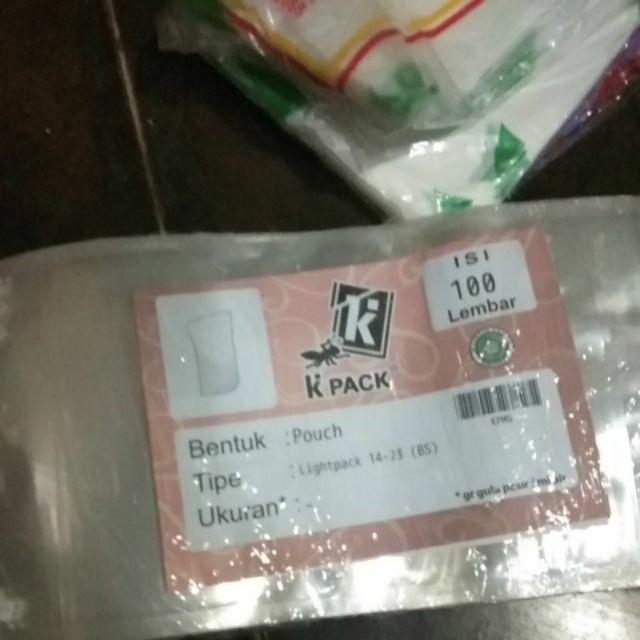 ISI
100
Lembar
K PACK
Bentuk : Pouch
Tipe : Lightpack 14-23 (BS)
Ukuran* : -
* gr gula pasir /